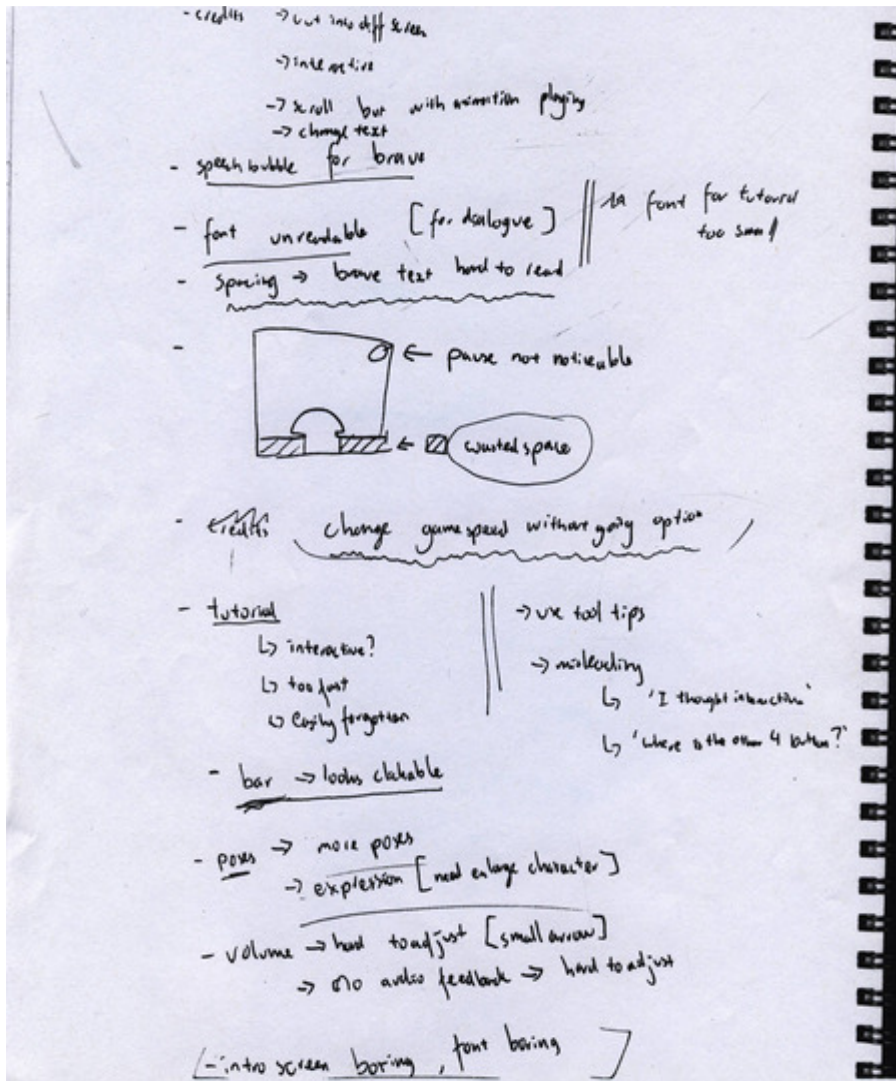 - credits → cut into diff screen
→ interactive
→ scroll but with animation playing
→ change text
- speech bubble for brave
- font unreadable [for dialogue]
↳ font for tutorial
too small
- spacing → brave text hard to read
- ← pause not noticeable
← wasted space
- credits change game speed without going option
- tutorial
↳ interactive?
↳ too fast
↳ easily forgotten
→ use tool tips
→ misleading
↳ 'I thought interactive'
↳ 'where is the other 4 button?'
- bar → looks clickable
- poses → more poses
→ expression [need enlarge character]
- volume → hard to adjust [small arrow]
→ no audio feedback → hard to adjust
[- intro screen boring, font boring]